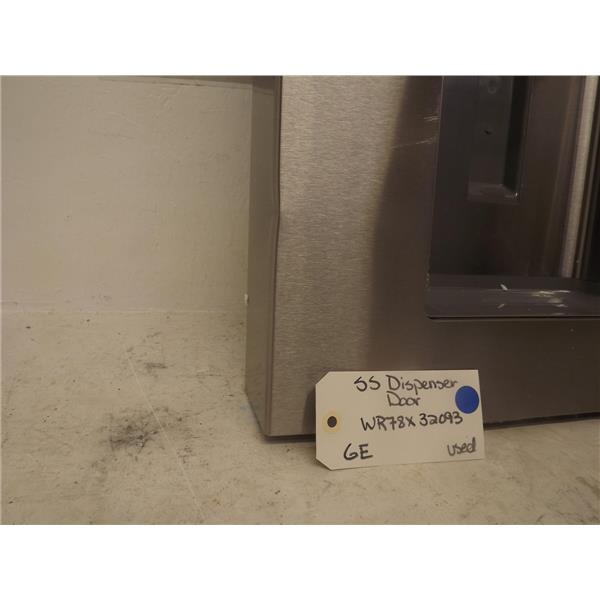 SS Dispenser
Door
WR78X32093
GE used